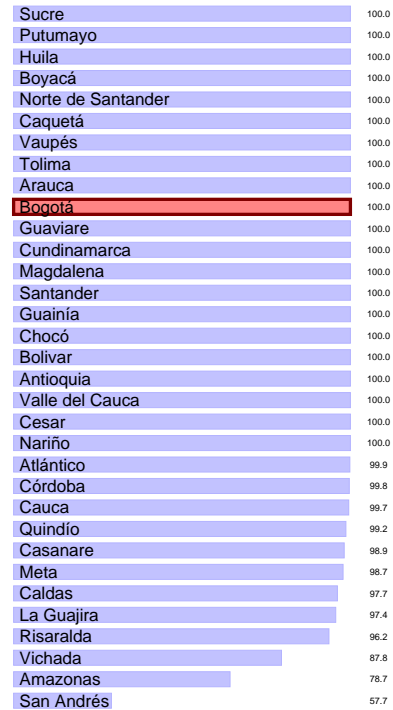 Sucre 100.0
Putumayo 100.0
Huila 100.0
Boyacá 100.0
Norte de Santander 100.0
Caquetá 100.0
Vaupés 100.0
Tolima 100.0
Arauca 100.0
Bogotá 100.0
Guaviare 100.0
Cundinamarca 100.0
Magdalena 100.0
Santander 100.0
Guainía 100.0
Chocó 100.0
Bolivar 100.0
Antioquia 100.0
Valle del Cauca 100.0
Cesar 100.0
Nariño 100.0
Atlántico 99.9
Córdoba 99.8
Cauca 99.7
Quindío 99.2
Casanare 98.9
Meta 98.7
Caldas 97.7
La Guajira 97.4
Risaralda 96.2
Vichada 87.8
Amazonas 78.7
San Andrés 57.7